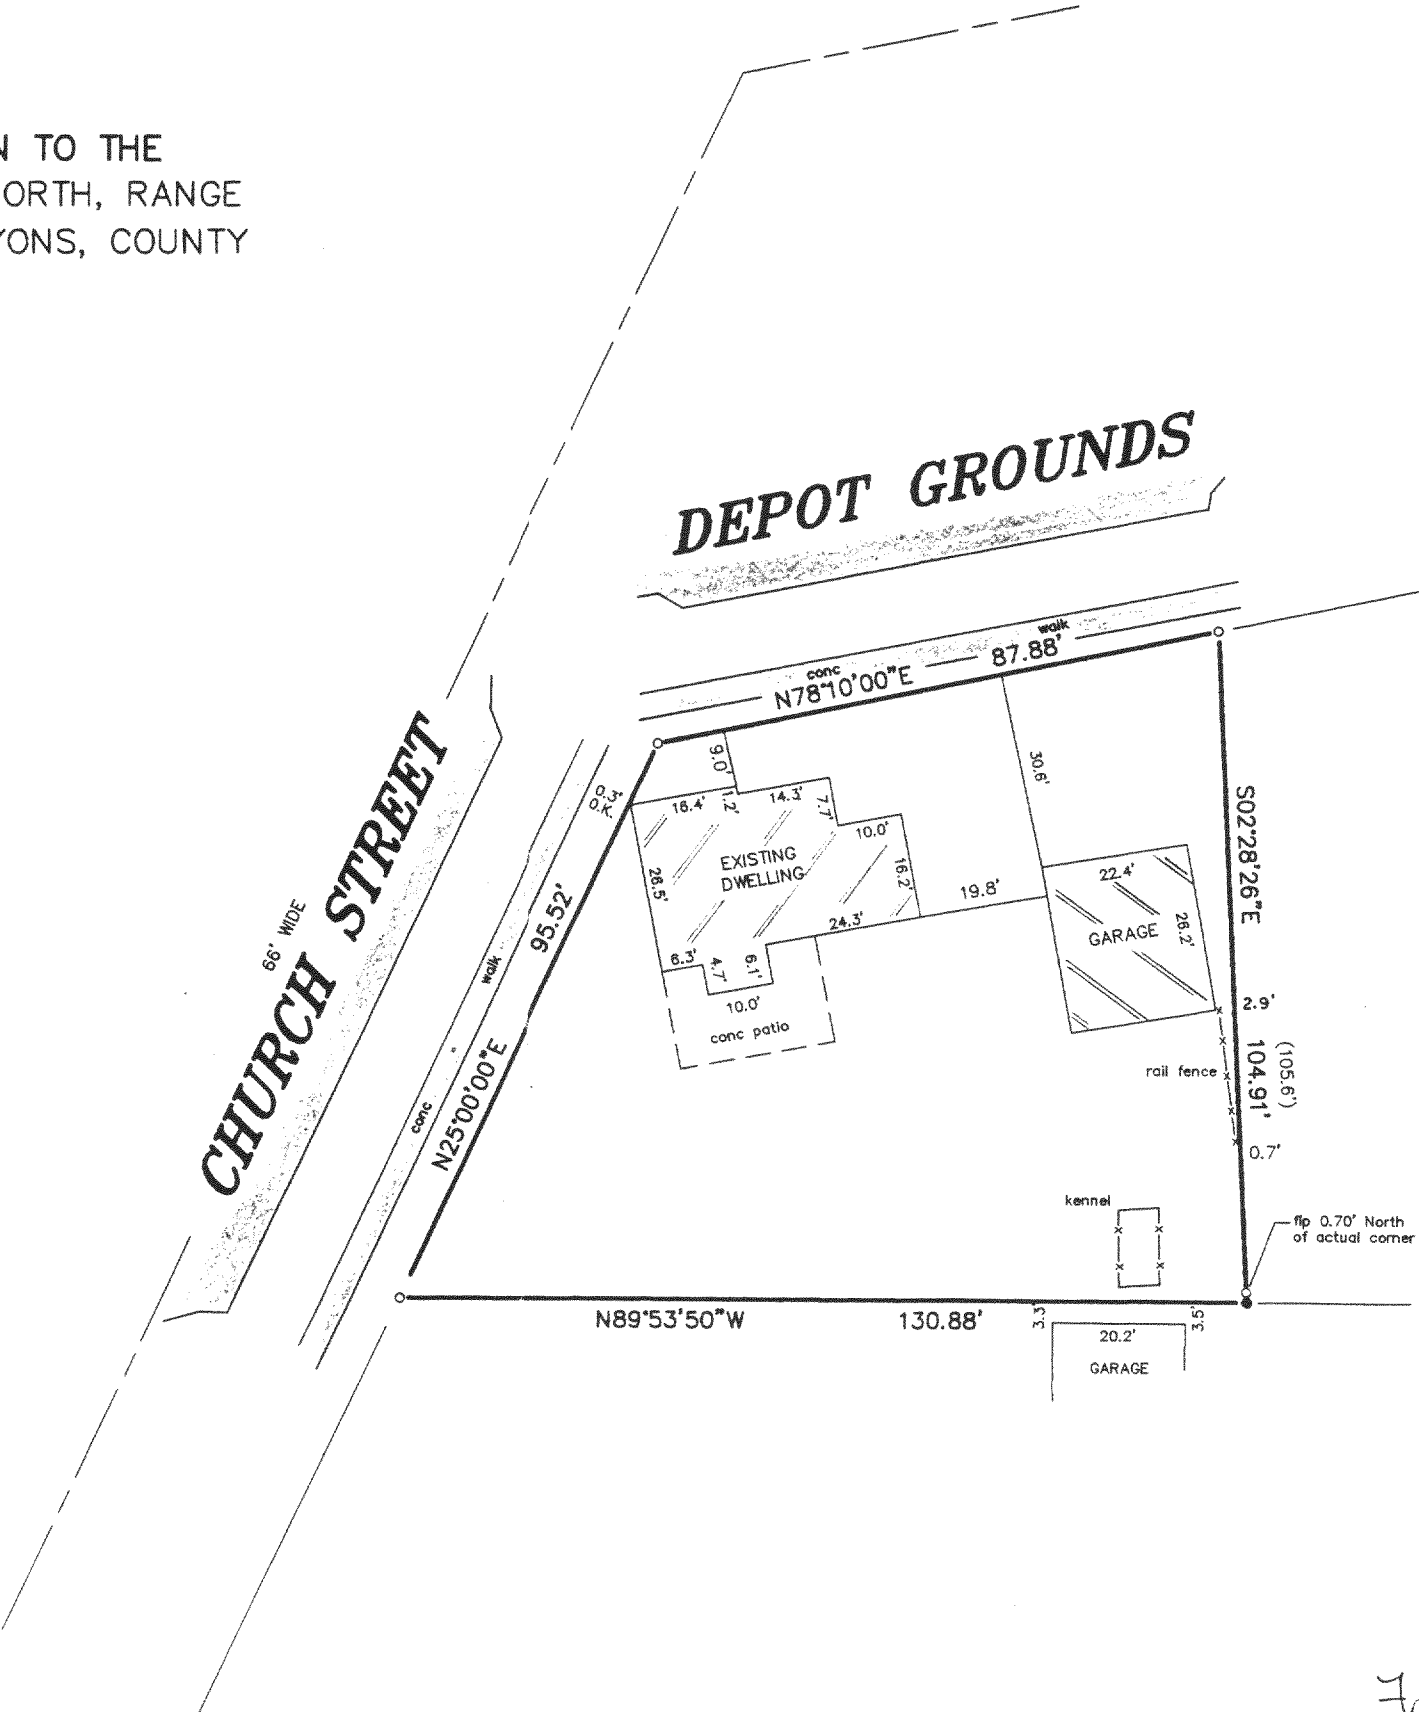 N TO THE
ORTH, RANGE
YONS, COUNTY
DEPOT GROUNDS
walk
conc
N78°10'00"E 87.88'
CHURCH STREET
66' WIDE
0.3'
O.K.
9.0'
16.4'
1.2'
14.3'
7.7'
10.0'
30.6'
EXISTING
DWELLING
26.5'
16.2'
19.8'
24.3'
6.3'
4.7'
6.1'
10.0'
conc patio
22.4'
GARAGE
26.2'
S02°28'26"E
2.9'
104.91'
(105.6')
rail fence
0.7'
95.52'
walk
N25°00'00"E
conc
kennel
fip 0.70' North
of actual corner
N89°53'50"W 130.88'
3.3'
3.5'
20.2'
GARAGE